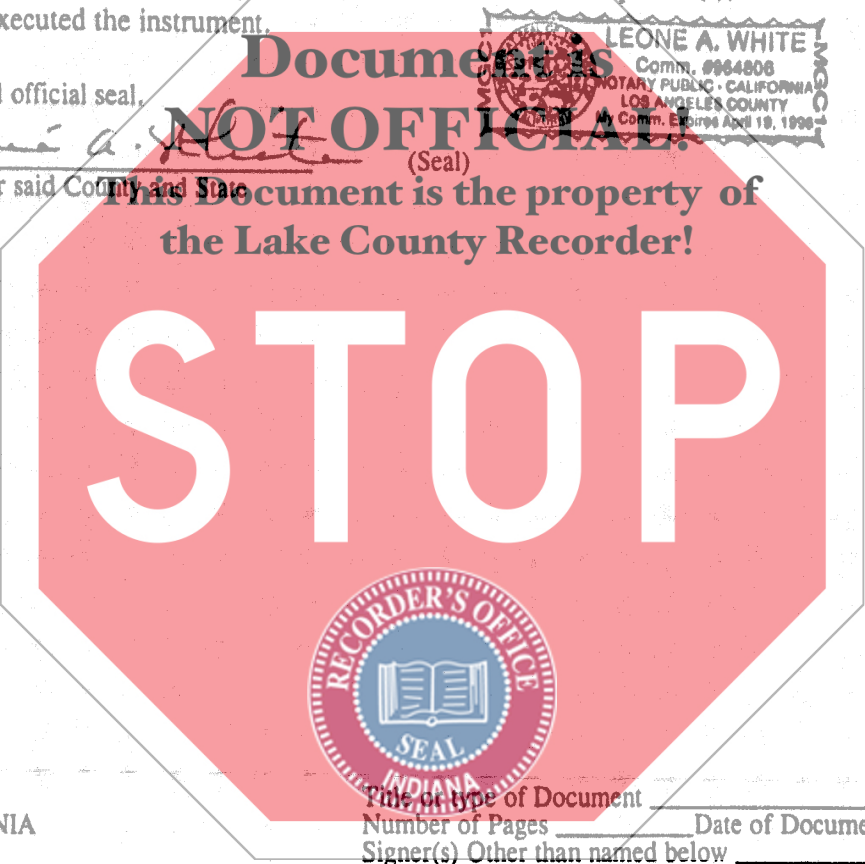 xecuted the instrument.
LEONE A. WHITE
Comm. #964806
NOTARY PUBLIC - CALIFORNIA
LOS ANGELES COUNTY
My Comm. Expires April 19, 1996
MGC1
MGC1
Document is
official seal,
NOT OFFICIAL!
(Seal)
r said County and State
This Document is the property of
the Lake County Recorder!
STOP
RECORDER'S OFFICE
SEAL
INDIANA
Title or type of Document
NIA
Number of Pages Date of Docume
Signer(s) Other than named below